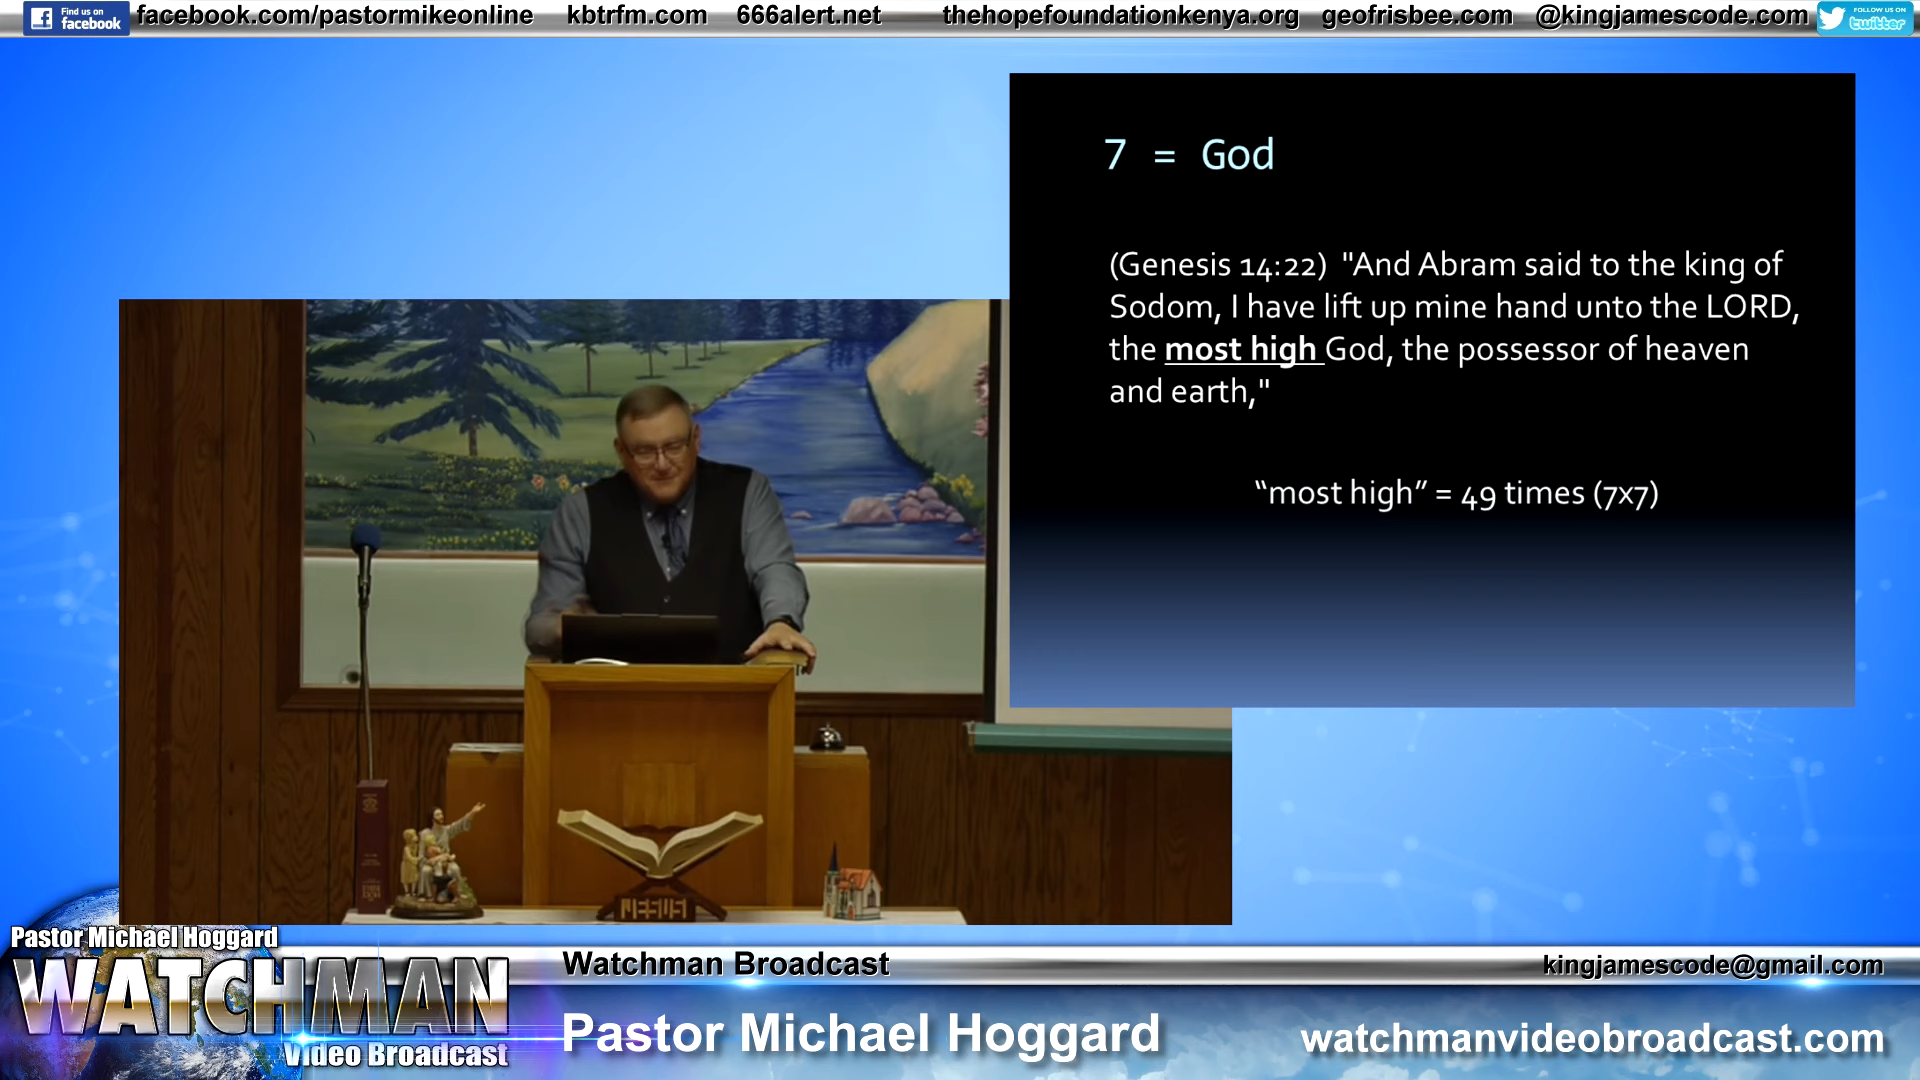 Find us on
facebook
facebook.com/pastormikeonline kbtrfm.com 666alert.net thehopefoundationkenya.org geofrisbee.com @kingjamescode.com
FOLLOW US ON
twitter
7 = God
(Genesis 14:22) "And Abram said to the king of
Sodom, I have lift up mine hand unto the LORD,
the most high God, the possessor of heaven
and earth,"
“most high” = 49 times (7x7)
HOLY
BIBLE
Pastor Michael Hoggard
WATCHMAN
Video Broadcast
Watchman Broadcast
kingjamescode@gmail.com
Pastor Michael Hoggard
watchmanvideobroadcast.com